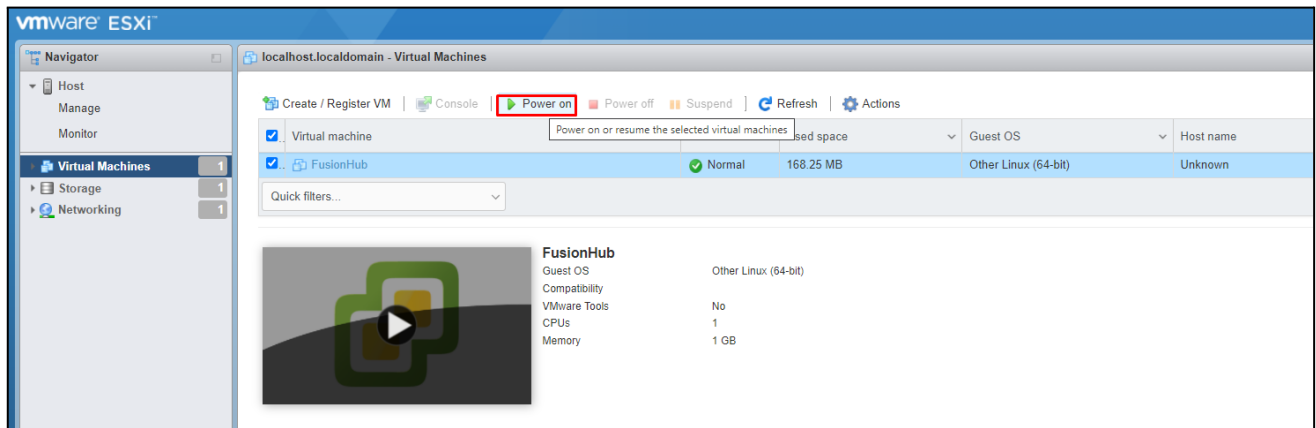 vmware ESXi™
Navigator
localhost.localdomain - Virtual Machines
Host
Manage
Monitor
Virtual Machines 1
Storage 1
Networking 1
Create / Register VM Console Power on Power off Suspend Refresh Actions
Virtual machine Power on or resume the selected virtual machines sed space Guest OS Host name
FusionHub Normal 168.25 MB Other Linux (64-bit) Unknown
Quick filters...
FusionHub
Guest OS Other Linux (64-bit)
Compatibility
VMware Tools No
CPUs 1
Memory 1 GB